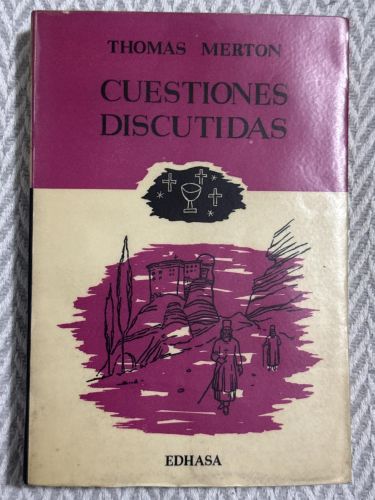 THOMAS MERTON
CUESTIONES
DISCUTIDAS
EDHASA